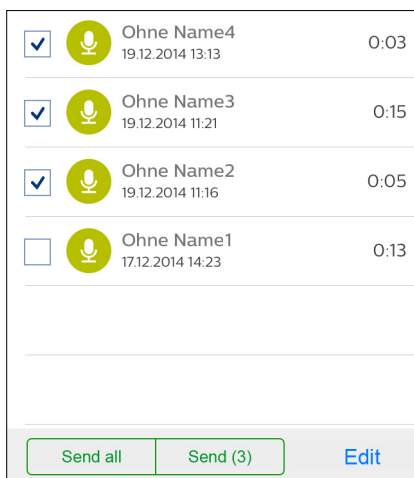 Ohne Name4
19.12.2014 13:13
0:03
Ohne Name3
19.12.2014 11:21
0:15
Ohne Name2
19.12.2014 11:16
0:05
Ohne Name1
17.12.2014 14:23
0:13
Send all
Send (3)
Edit